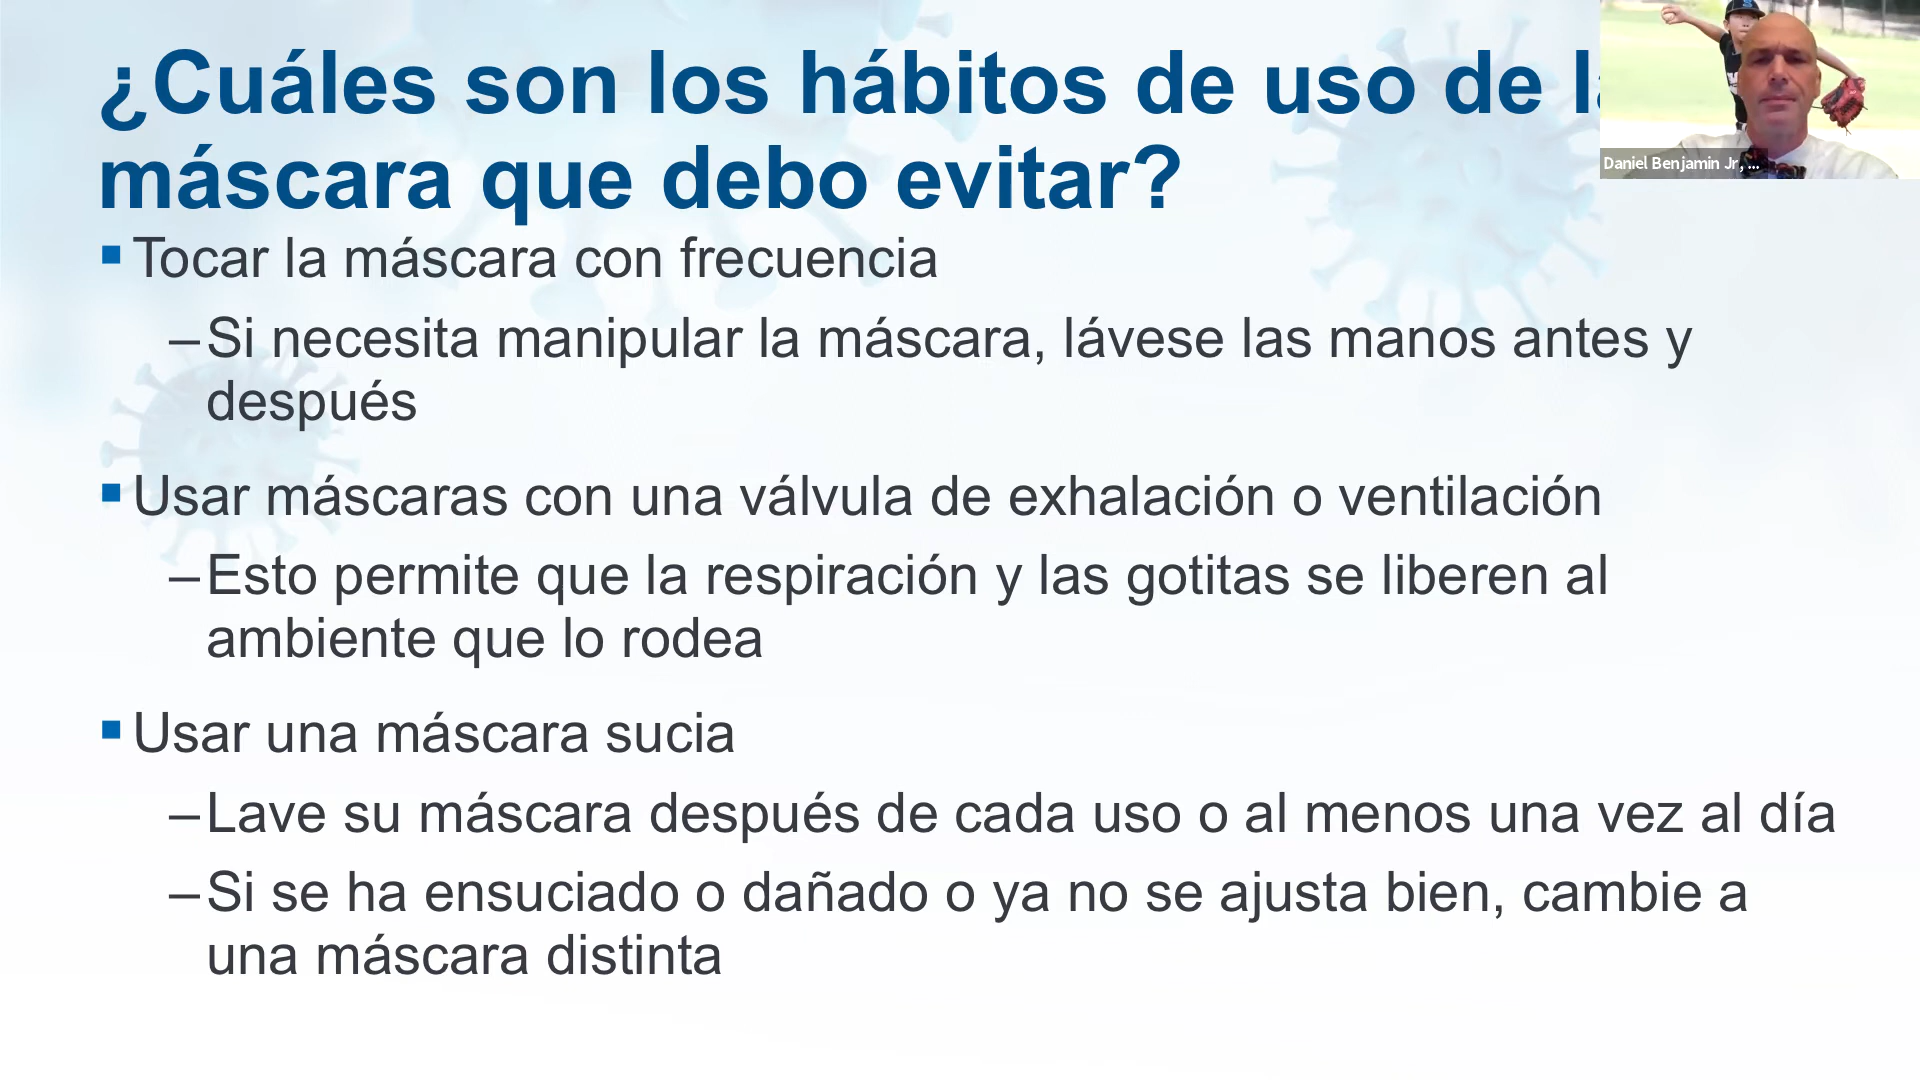 ¿Cuáles son los hábitos de uso de
máscara que debo evitar?
Tocar la máscara con frecuencia
–Si necesita manipular la máscara, lávese las manos antes y
después
Usar máscaras con una válvula de exhalación o ventilación
–Esto permite que la respiración y las gotitas se liberen al
ambiente que lo rodea
Usar una máscara sucia
–Lave su máscara después de cada uso o al menos una vez al día
–Si se ha ensuciado o dañado o ya no se ajusta bien, cambie a
una máscara distinta
Daniel Benjamin Jr, ...